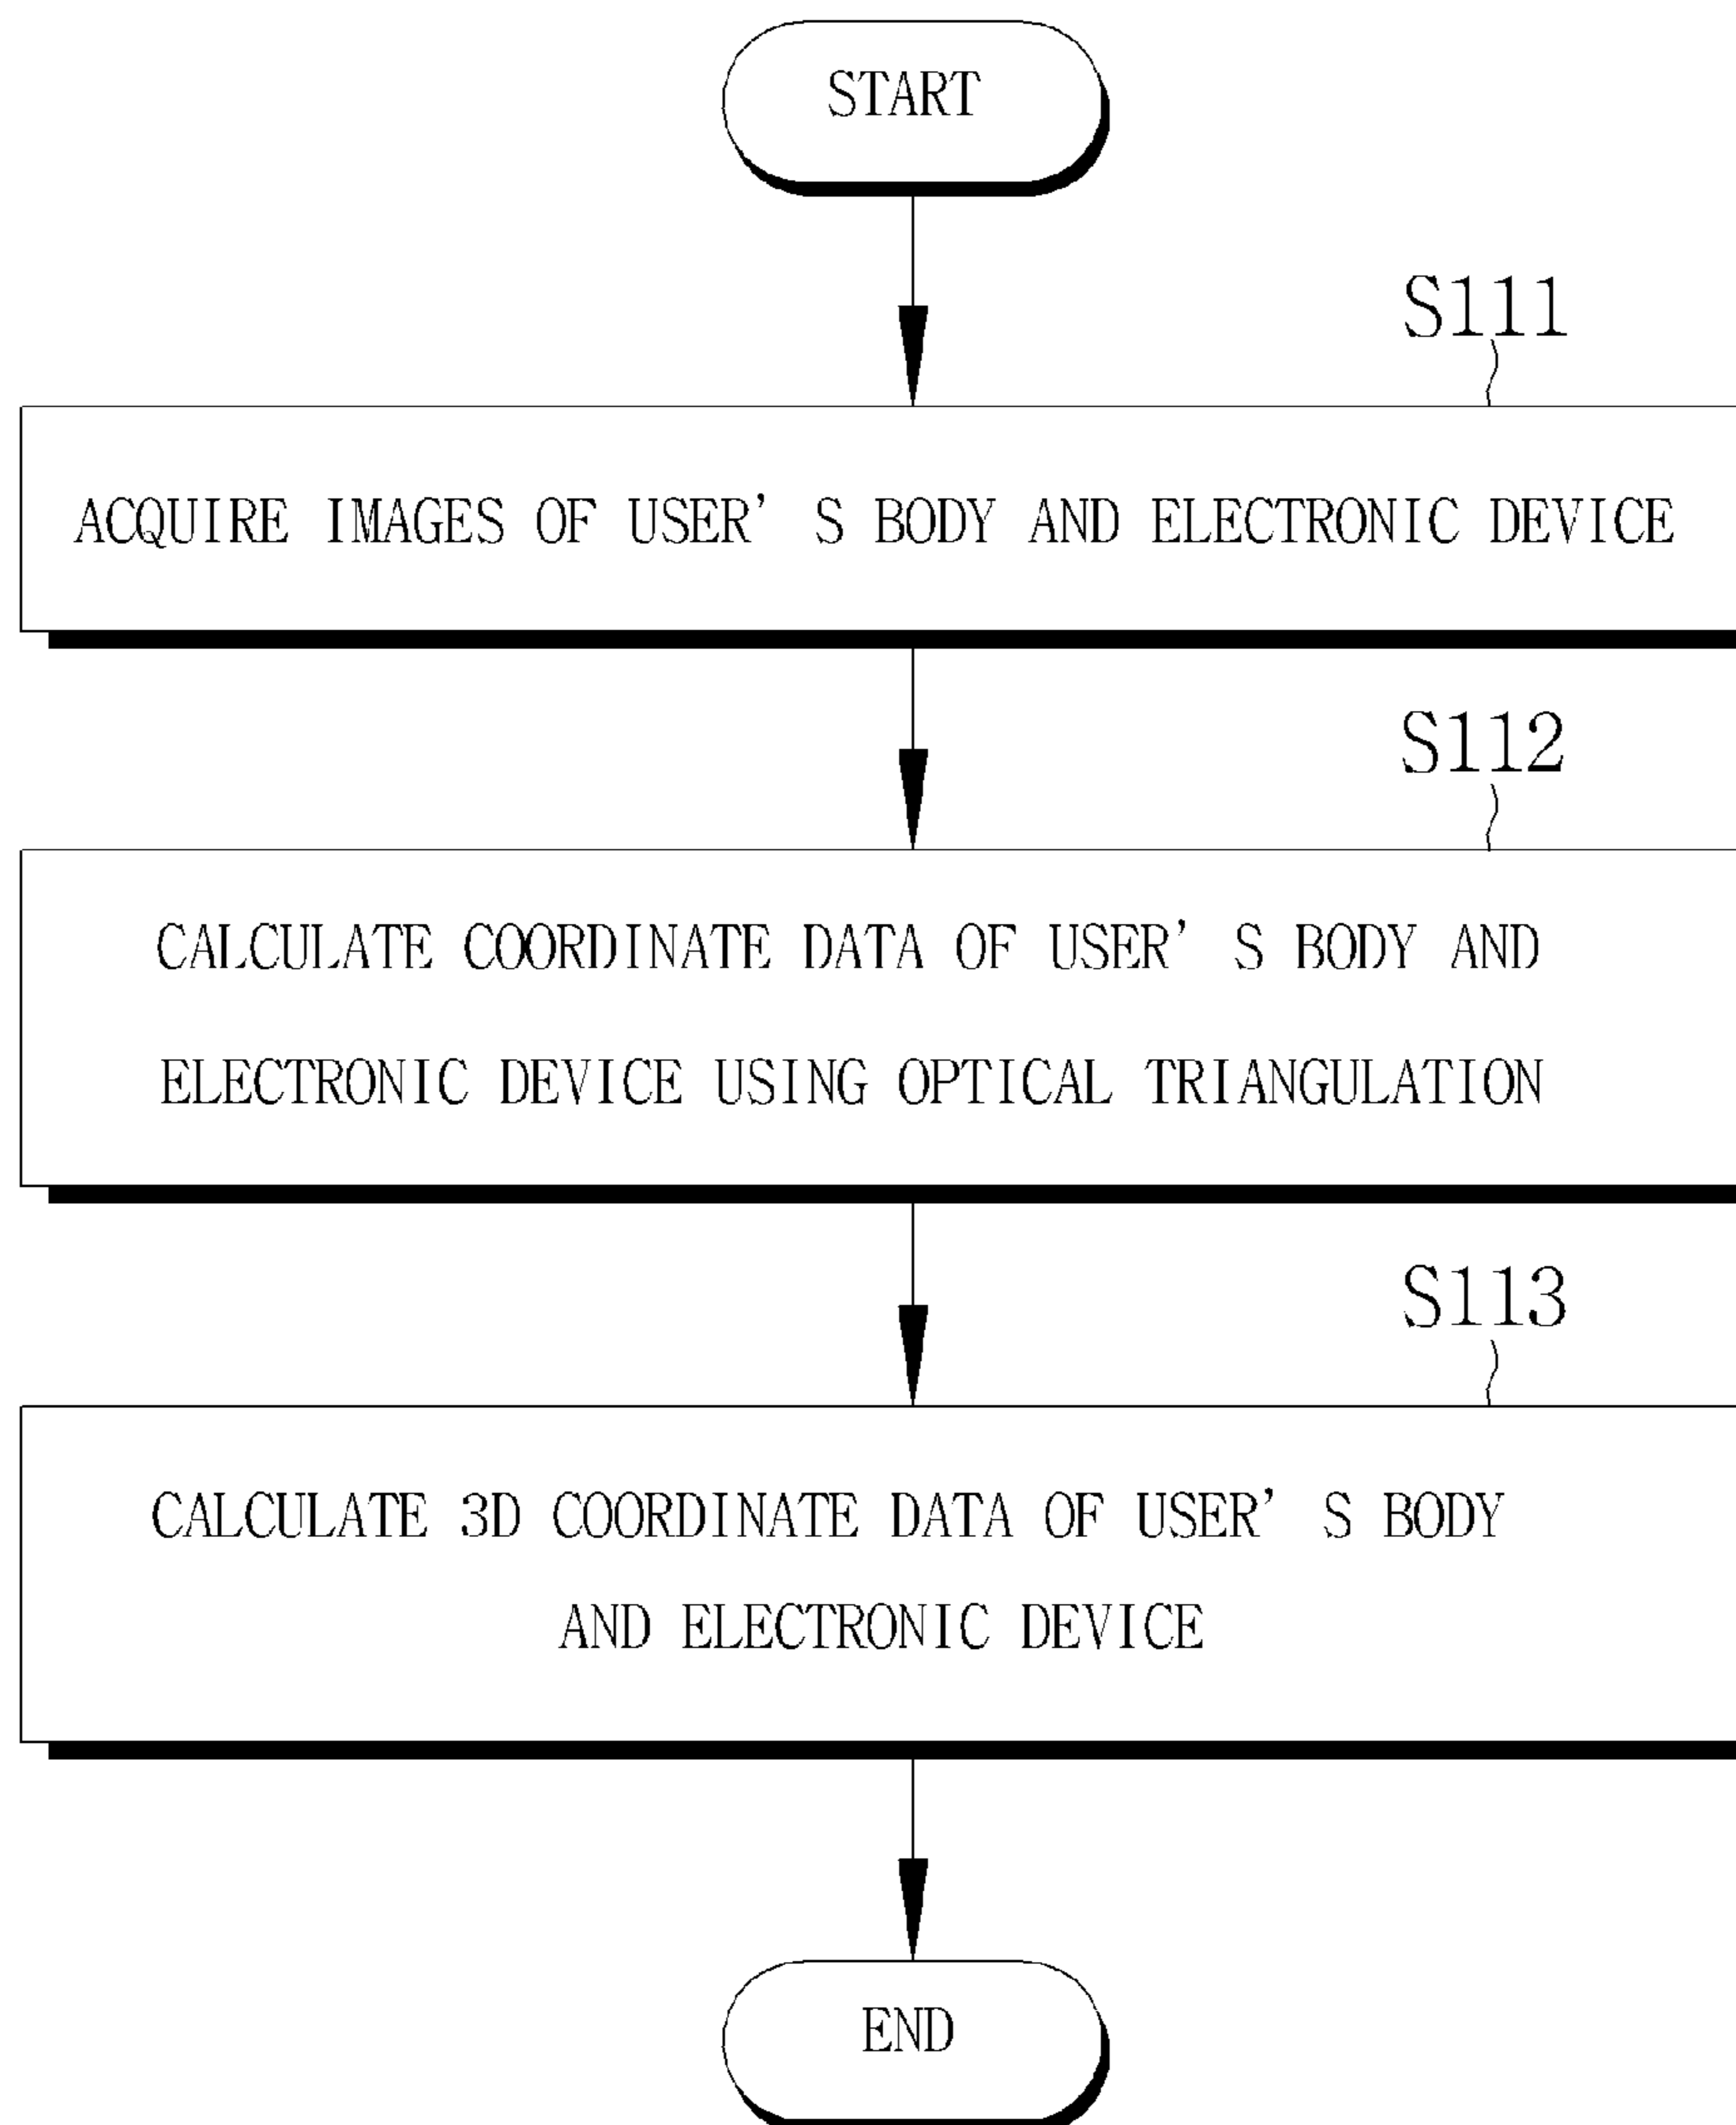 START
S111
ACQUIRE IMAGES OF USER' S BODY AND ELECTRONIC DEVICE
S112
CALCULATE COORDINATE DATA OF USER' S BODY AND
ELECTRONIC DEVICE USING OPTICAL TRIANGULATION
S113
CALCULATE 3D COORDINATE DATA OF USER' S BODY
AND ELECTRONIC DEVICE
END